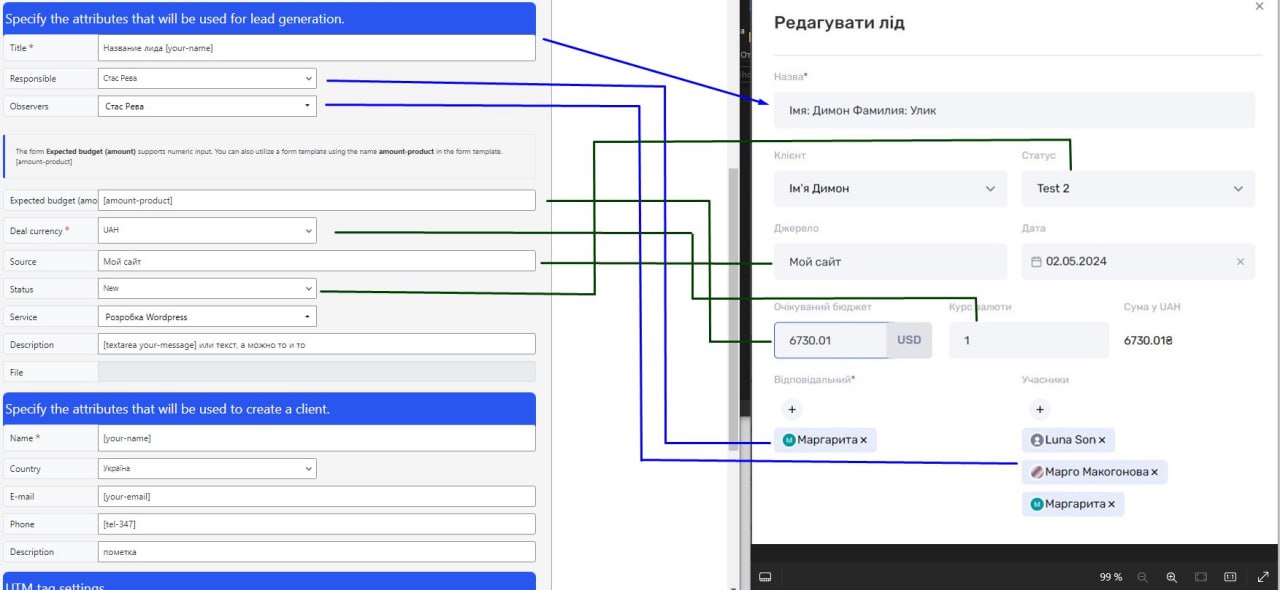 Specify the attributes that will be used for lead generation.
Title *
Название лида [your-name]
Responsible
Стас Рева
Observers
Стас Рева
The form Expected budget (amount) supports numeric input. You can also utilize a form template using the name amount-product in the form template.
[amount-product]
Expected budget (amo
[amount-product]
Deal currency *
UAH
Source
Мой сайт
Status
New
Service
Розробка Wordpress
Description
[textarea your-message] или текст, а можно то и то
File
Specify the attributes that will be used to create a client.
Name *
[your-name]
Country
Україна
E-mail
[your-email]
Phone
[tel-347]
Description
пометка
UTM tag settings
Редагувати лід
Назва*
Імя: Димон Фамилия: Улик
Клієнт
Статус
Ім'я Димон
Test 2
Джерело
Дата
Мой сайт
02.05.2024
Очікуваний бюджет
Курс валюти
Сума у UAH
6730.01
USD
1
6730.01₴
Відповідальний*
Учасники
+
+
М Маргарита ×
Luna Son ×
Марго Макогонова ×
М Маргарита ×
99 %